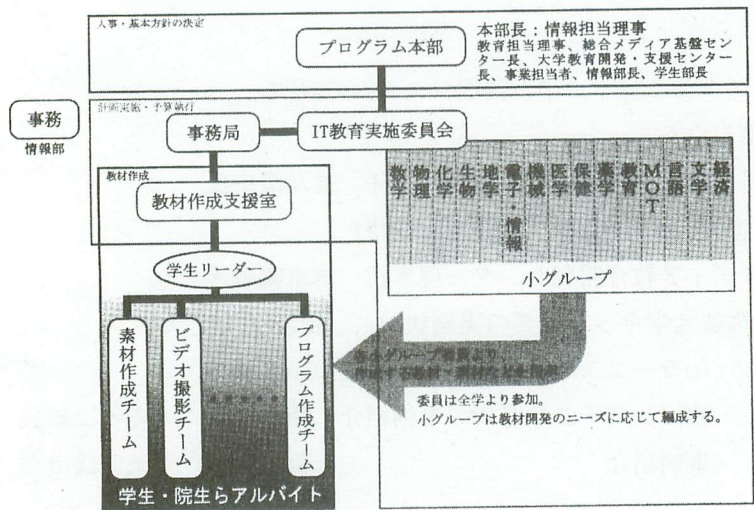 人事・基本方針の決定
プログラム本部
本部長：情報担当理事
教育担当理事、総合メディア基盤セン
ター長、大学教育開発・支援センター
長、事業担当者、情報部長、学生部長
計画実施・予算執行
事務
情報部
事務局
IT教育実施委員会
数学
物理
化学
生物
地学
電子・情報
機械
医学
保健
薬学
教育
MOT
言語
文学
経済
小グループ
教材作成
教材作成支援室
学生リーダー
素材作成チーム
ビデオ撮影チーム
プログラム作成チーム
学生・院生らアルバイト
委員は全学より参加。
小グループは教材開発のニーズに応じて編成する。